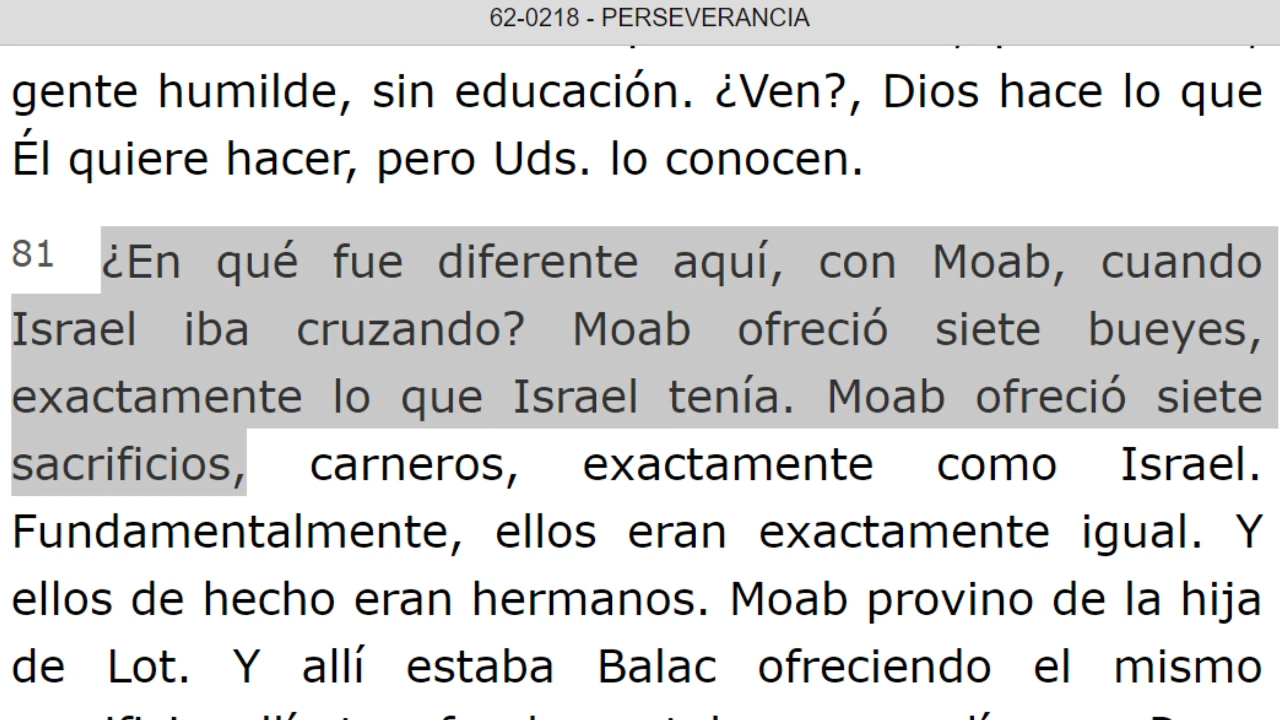 62-0218 - PERSEVERANCIA
gente humilde, sin educación. ¿Ven?, Dios hace lo que
Él quiere hacer, pero Uds. lo conocen.
81 ¿En qué fue diferente aquí, con Moab, cuando
Israel iba cruzando? Moab ofreció siete bueyes,
exactamente lo que Israel tenía. Moab ofreció siete
sacrificios, carneros, exactamente como Israel.
Fundamentalmente, ellos eran exactamente igual. Y
ellos de hecho eran hermanos. Moab provino de la hija
de Lot. Y allí estaba Balac ofreciendo el mismo